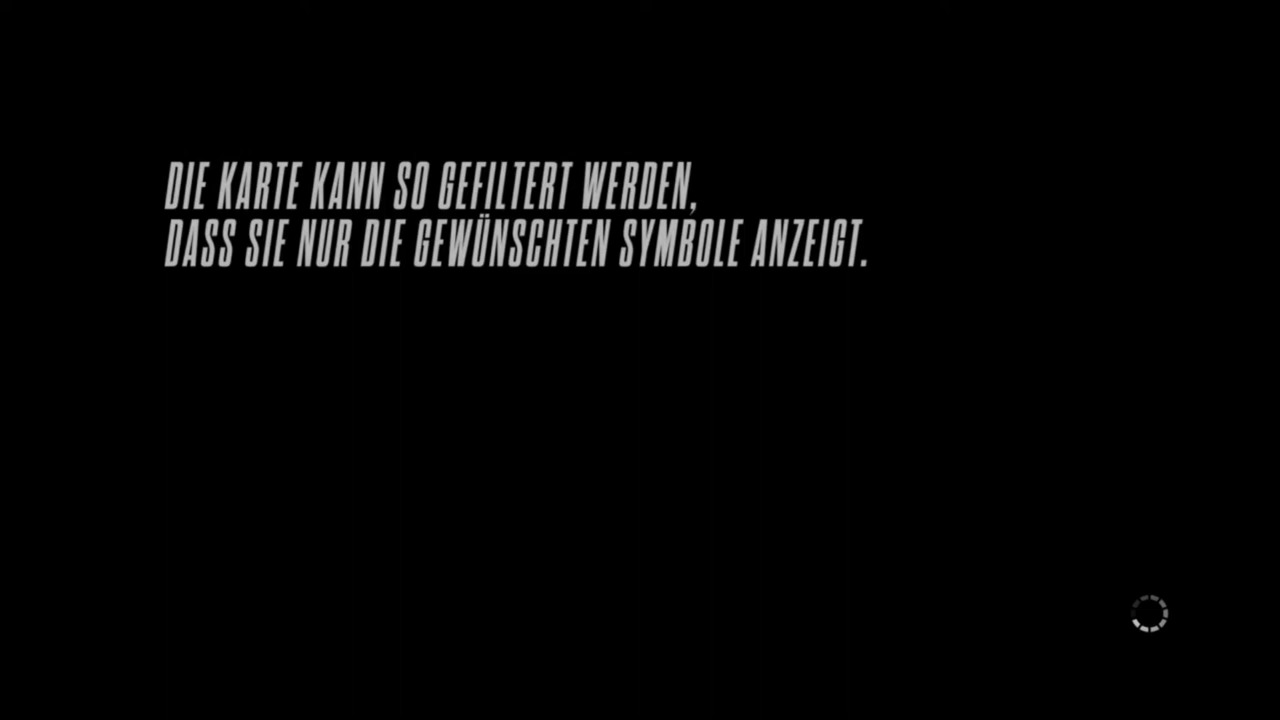 DIE KARTE KANN SO GEFILTERT WERDEN,
DASS SIE NUR DIE GEWÜNSCHTEN SYMBOLE ANZEIGT.